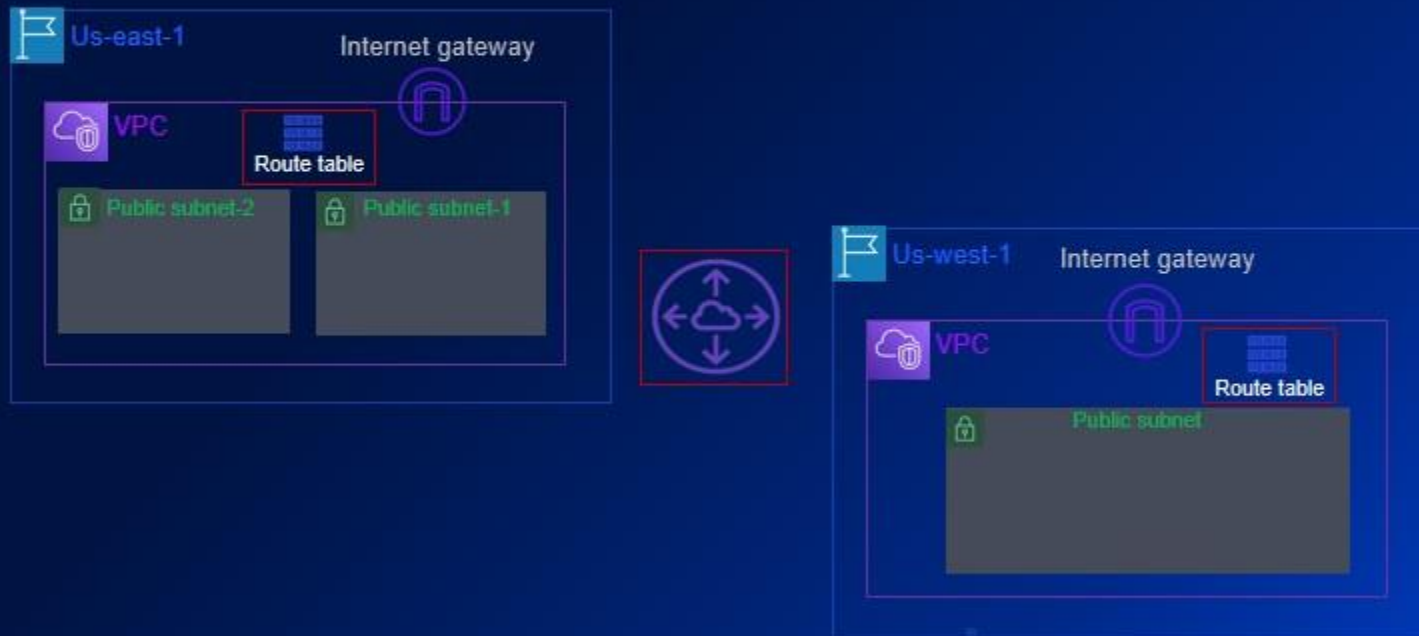 Us-east-1
Internet gateway
VPC
Route table
Public subnet-2
Public subnet-1
Us-west-1
Internet gateway
VPC
Route table
Public subnet